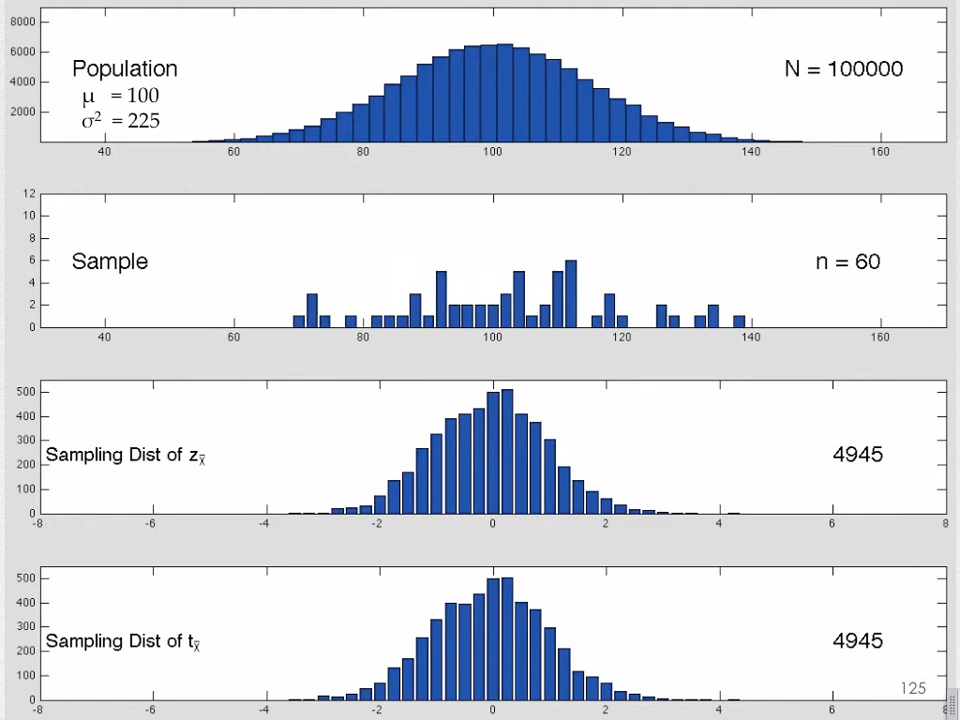 8000
6000
4000
2000
Population
μ = 100
σ² = 225
N = 100000
40 60 80 100 120 140 160
12
10
8
6
4
2
0
Sample
n = 60
40 60 80 100 120 140 160
500
400
300
200
100
0
Sampling Dist of z_x̄
4945
-8 -6 -4 -2 0 2 4 6 8
500
400
300
200
100
0
Sampling Dist of t_x̄
4945
125
-8 -6 -4 -2 0 2 4 6 8